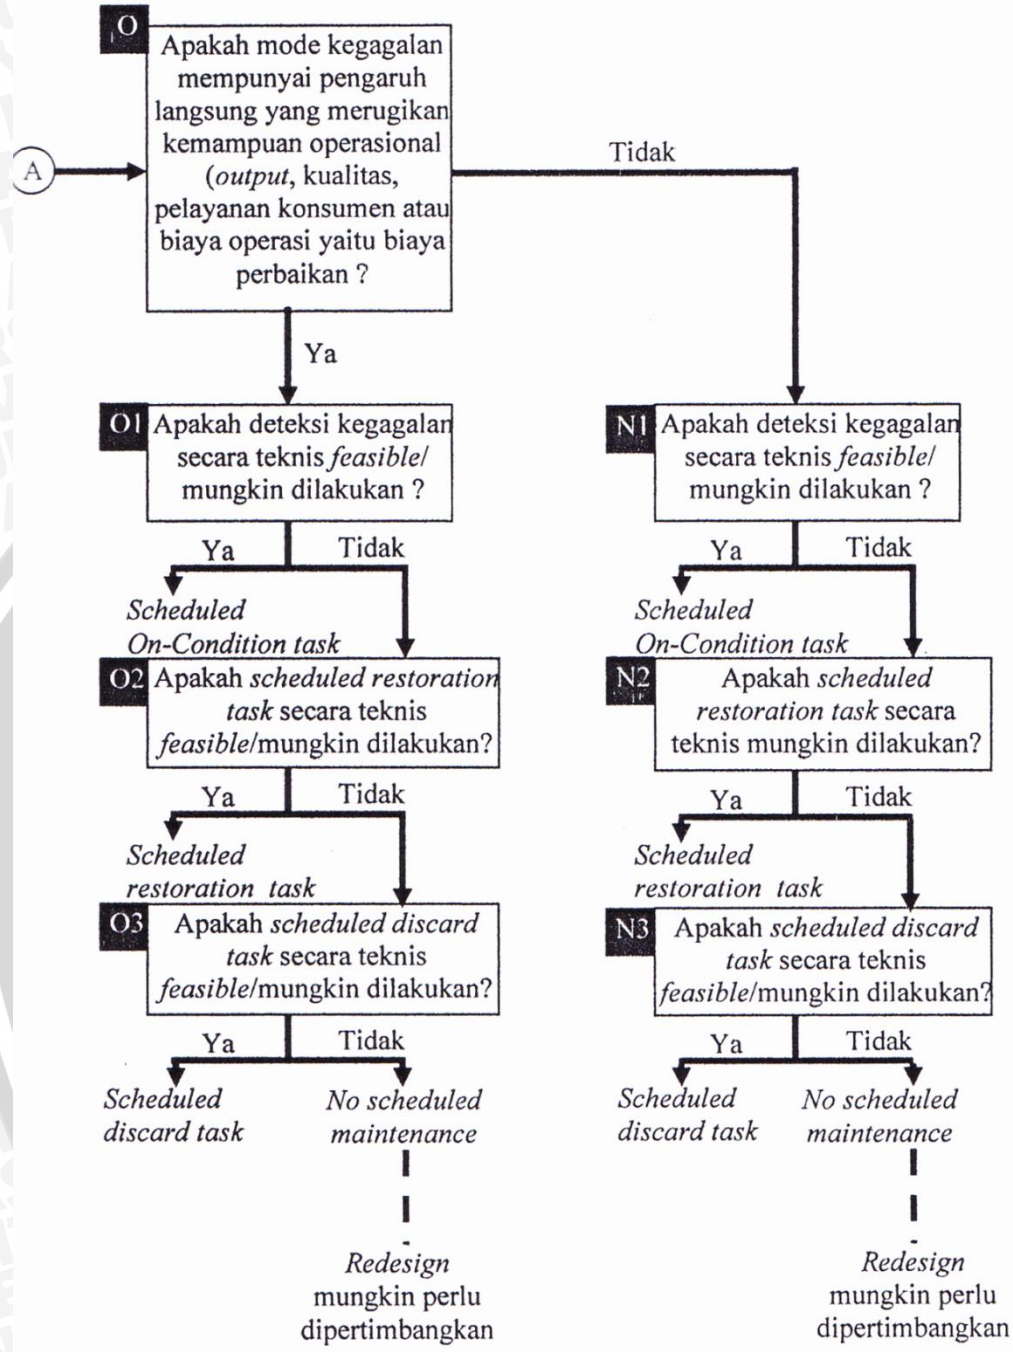 O
Apakah mode kegagalan
mempunyai pengaruh
langsung yang merugikan
kemampuan operasional
(output, kualitas,
pelayanan konsumen atau
biaya operasi yaitu biaya
perbaikan ?
A
Tidak
Ya
O1
Apakah deteksi kegagalan
secara teknis feasible/
mungkin dilakukan ?
Ya
Tidak
Scheduled
On-Condition task
O2
Apakah scheduled restoration
task secara teknis
feasible/mungkin dilakukan?
Ya
Tidak
Scheduled
restoration task
O3
Apakah scheduled discard
task secara teknis
feasible/mungkin dilakukan?
Ya
Tidak
Scheduled
discard task
No scheduled
maintenance
Redesign
mungkin perlu
dipertimbangkan
N1
Apakah deteksi kegagalan
secara teknis feasible/
mungkin dilakukan ?
Ya
Tidak
Scheduled
On-Condition task
N2
Apakah scheduled
restoration task secara
teknis mungkin dilakukan?
Ya
Tidak
Scheduled
restoration task
N3
Apakah scheduled discard
task secara teknis
feasible/mungkin dilakukan?
Ya
Tidak
Scheduled
discard task
No scheduled
maintenance
Redesign
mungkin perlu
dipertimbangkan